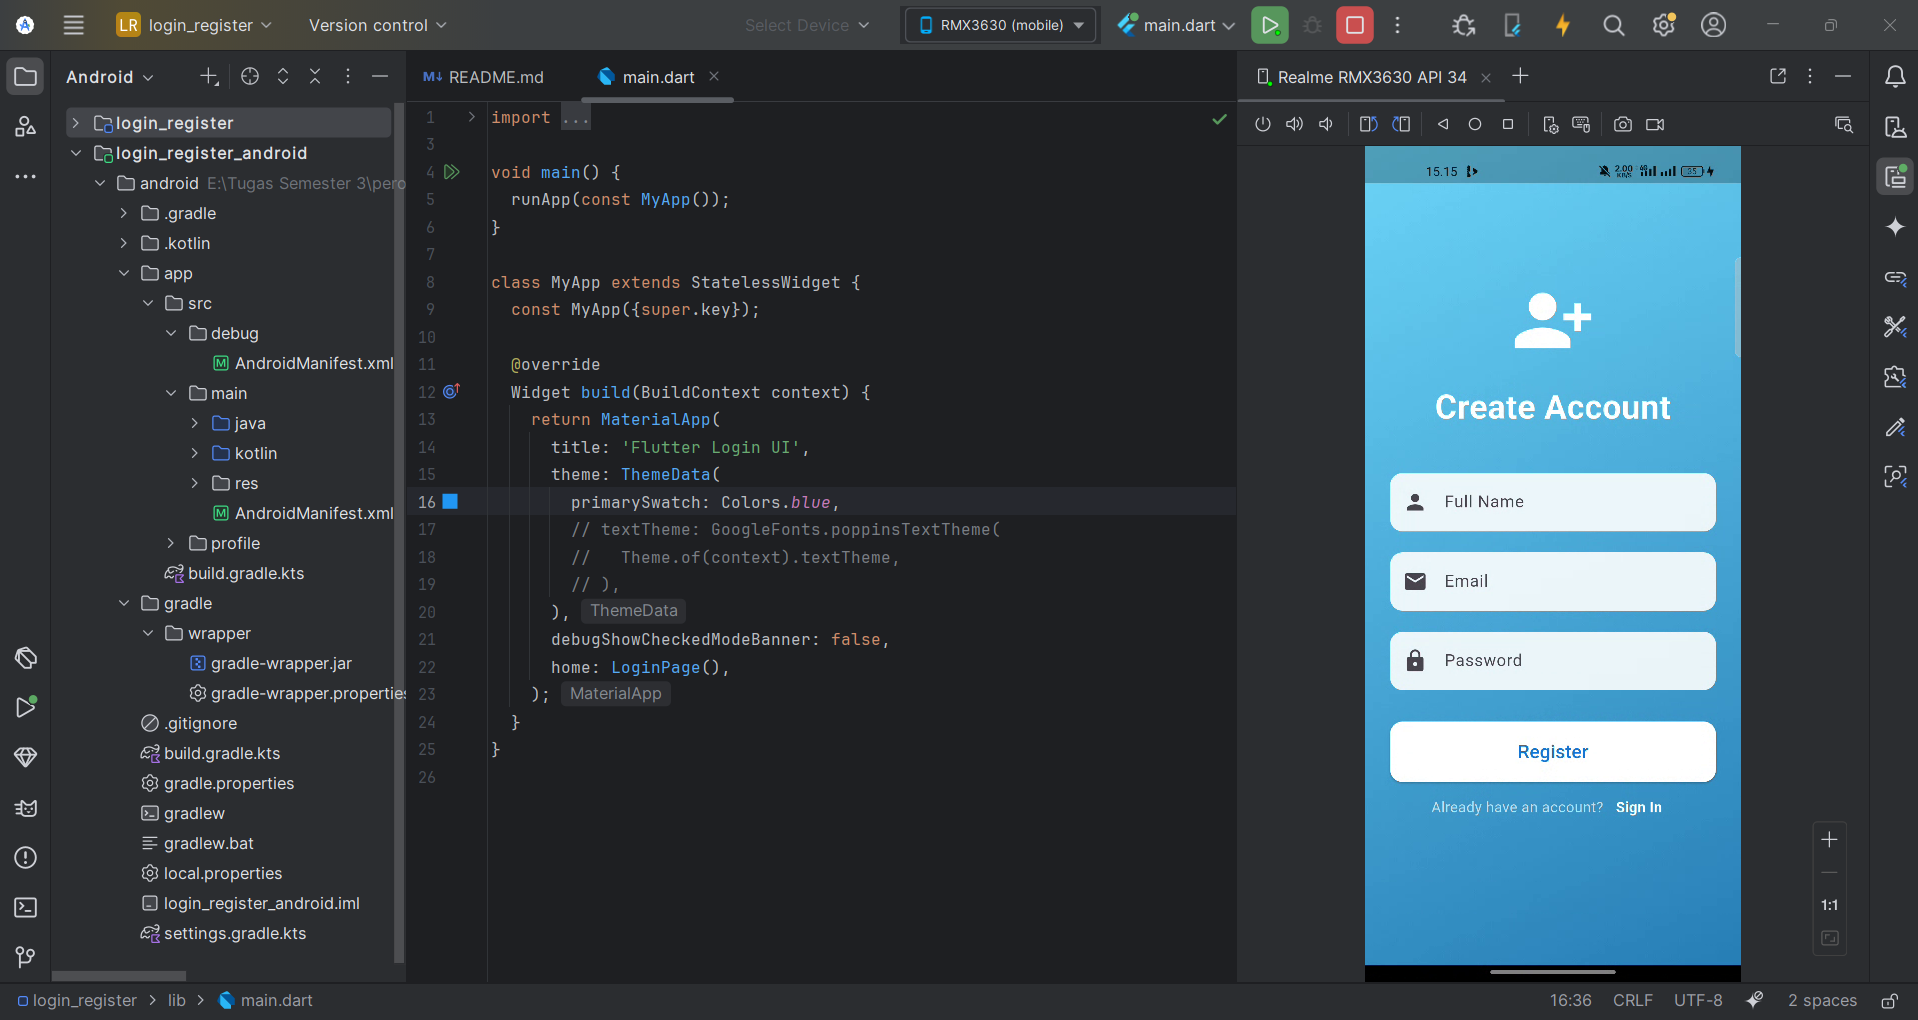 LR login_register
Version control
Select Device
RMX3630 (mobile)
main.dart
Android
README.md
main.dart
Realme RMX3630 API 34
login_register
login_register_android
android E:\Tugas Semester 3\pero
.gradle
.kotlin
app
src
debug
AndroidManifest.xml
main
java
kotlin
res
AndroidManifest.xml
profile
build.gradle.kts
gradle
wrapper
gradle-wrapper.jar
gradle-wrapper.properties
.gitignore
build.gradle.kts
gradle.properties
gradlew
gradlew.bat
local.properties
login_register_android.iml
settings.gradle.kts
1 import ...
3
4 void main() {
5 runApp(const MyApp());
6 }
7
8 class MyApp extends StatelessWidget {
9 const MyApp({super.key});
10
11 @override
12 Widget build(BuildContext context) {
13 return MaterialApp(
14 title: 'Flutter Login UI',
15 theme: ThemeData(
16 primarySwatch: Colors.blue,
17 // textTheme: GoogleFonts.poppinsTextTheme(
18 //   Theme.of(context).textTheme,
19 // ),
20 ), ThemeData
21 debugShowCheckedModeBanner: false,
22 home: LoginPage(),
23 ); MaterialApp
24 }
25 }
26
15.15
2.00 KB/S 4G 25
Create Account
Full Name
Email
Password
Register
Already have an account? Sign In
1:1
login_register > lib > main.dart
16:36 CRLF UTF-8 2 spaces